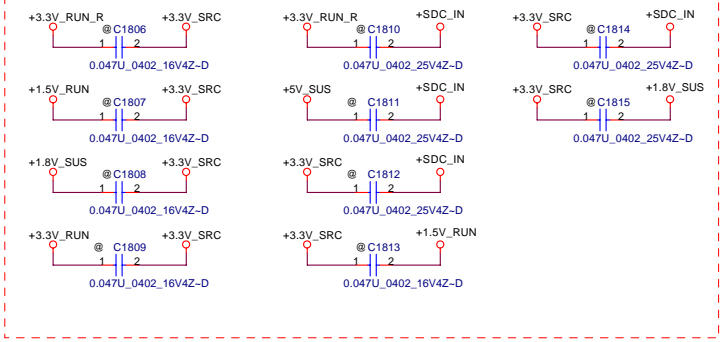 +3.3V_RUN_R +3.3V_SRC
@ C1806
1 2
0.047U_0402_16V4Z~D
+3.3V_RUN_R +SDC_IN
@ C1810
1 2
0.047U_0402_25V4Z~D
+3.3V_SRC +SDC_IN
@ C1814
1 2
0.047U_0402_25V4Z~D
+1.5V_RUN +3.3V_SRC
@ C1807
1 2
0.047U_0402_16V4Z~D
+5V_SUS +SDC_IN
@ C1811
1 2
0.047U_0402_25V4Z~D
+3.3V_SRC +1.8V_SUS
@ C1815
1 2
0.047U_0402_25V4Z~D
+1.8V_SUS +3.3V_SRC
@ C1808
1 2
0.047U_0402_16V4Z~D
+3.3V_SRC +SDC_IN
@ C1812
1 2
0.047U_0402_25V4Z~D
+3.3V_RUN +3.3V_SRC
@ C1809
1 2
0.047U_0402_16V4Z~D
+3.3V_SRC +1.5V_RUN
@ C1813
1 2
0.047U_0402_16V4Z~D